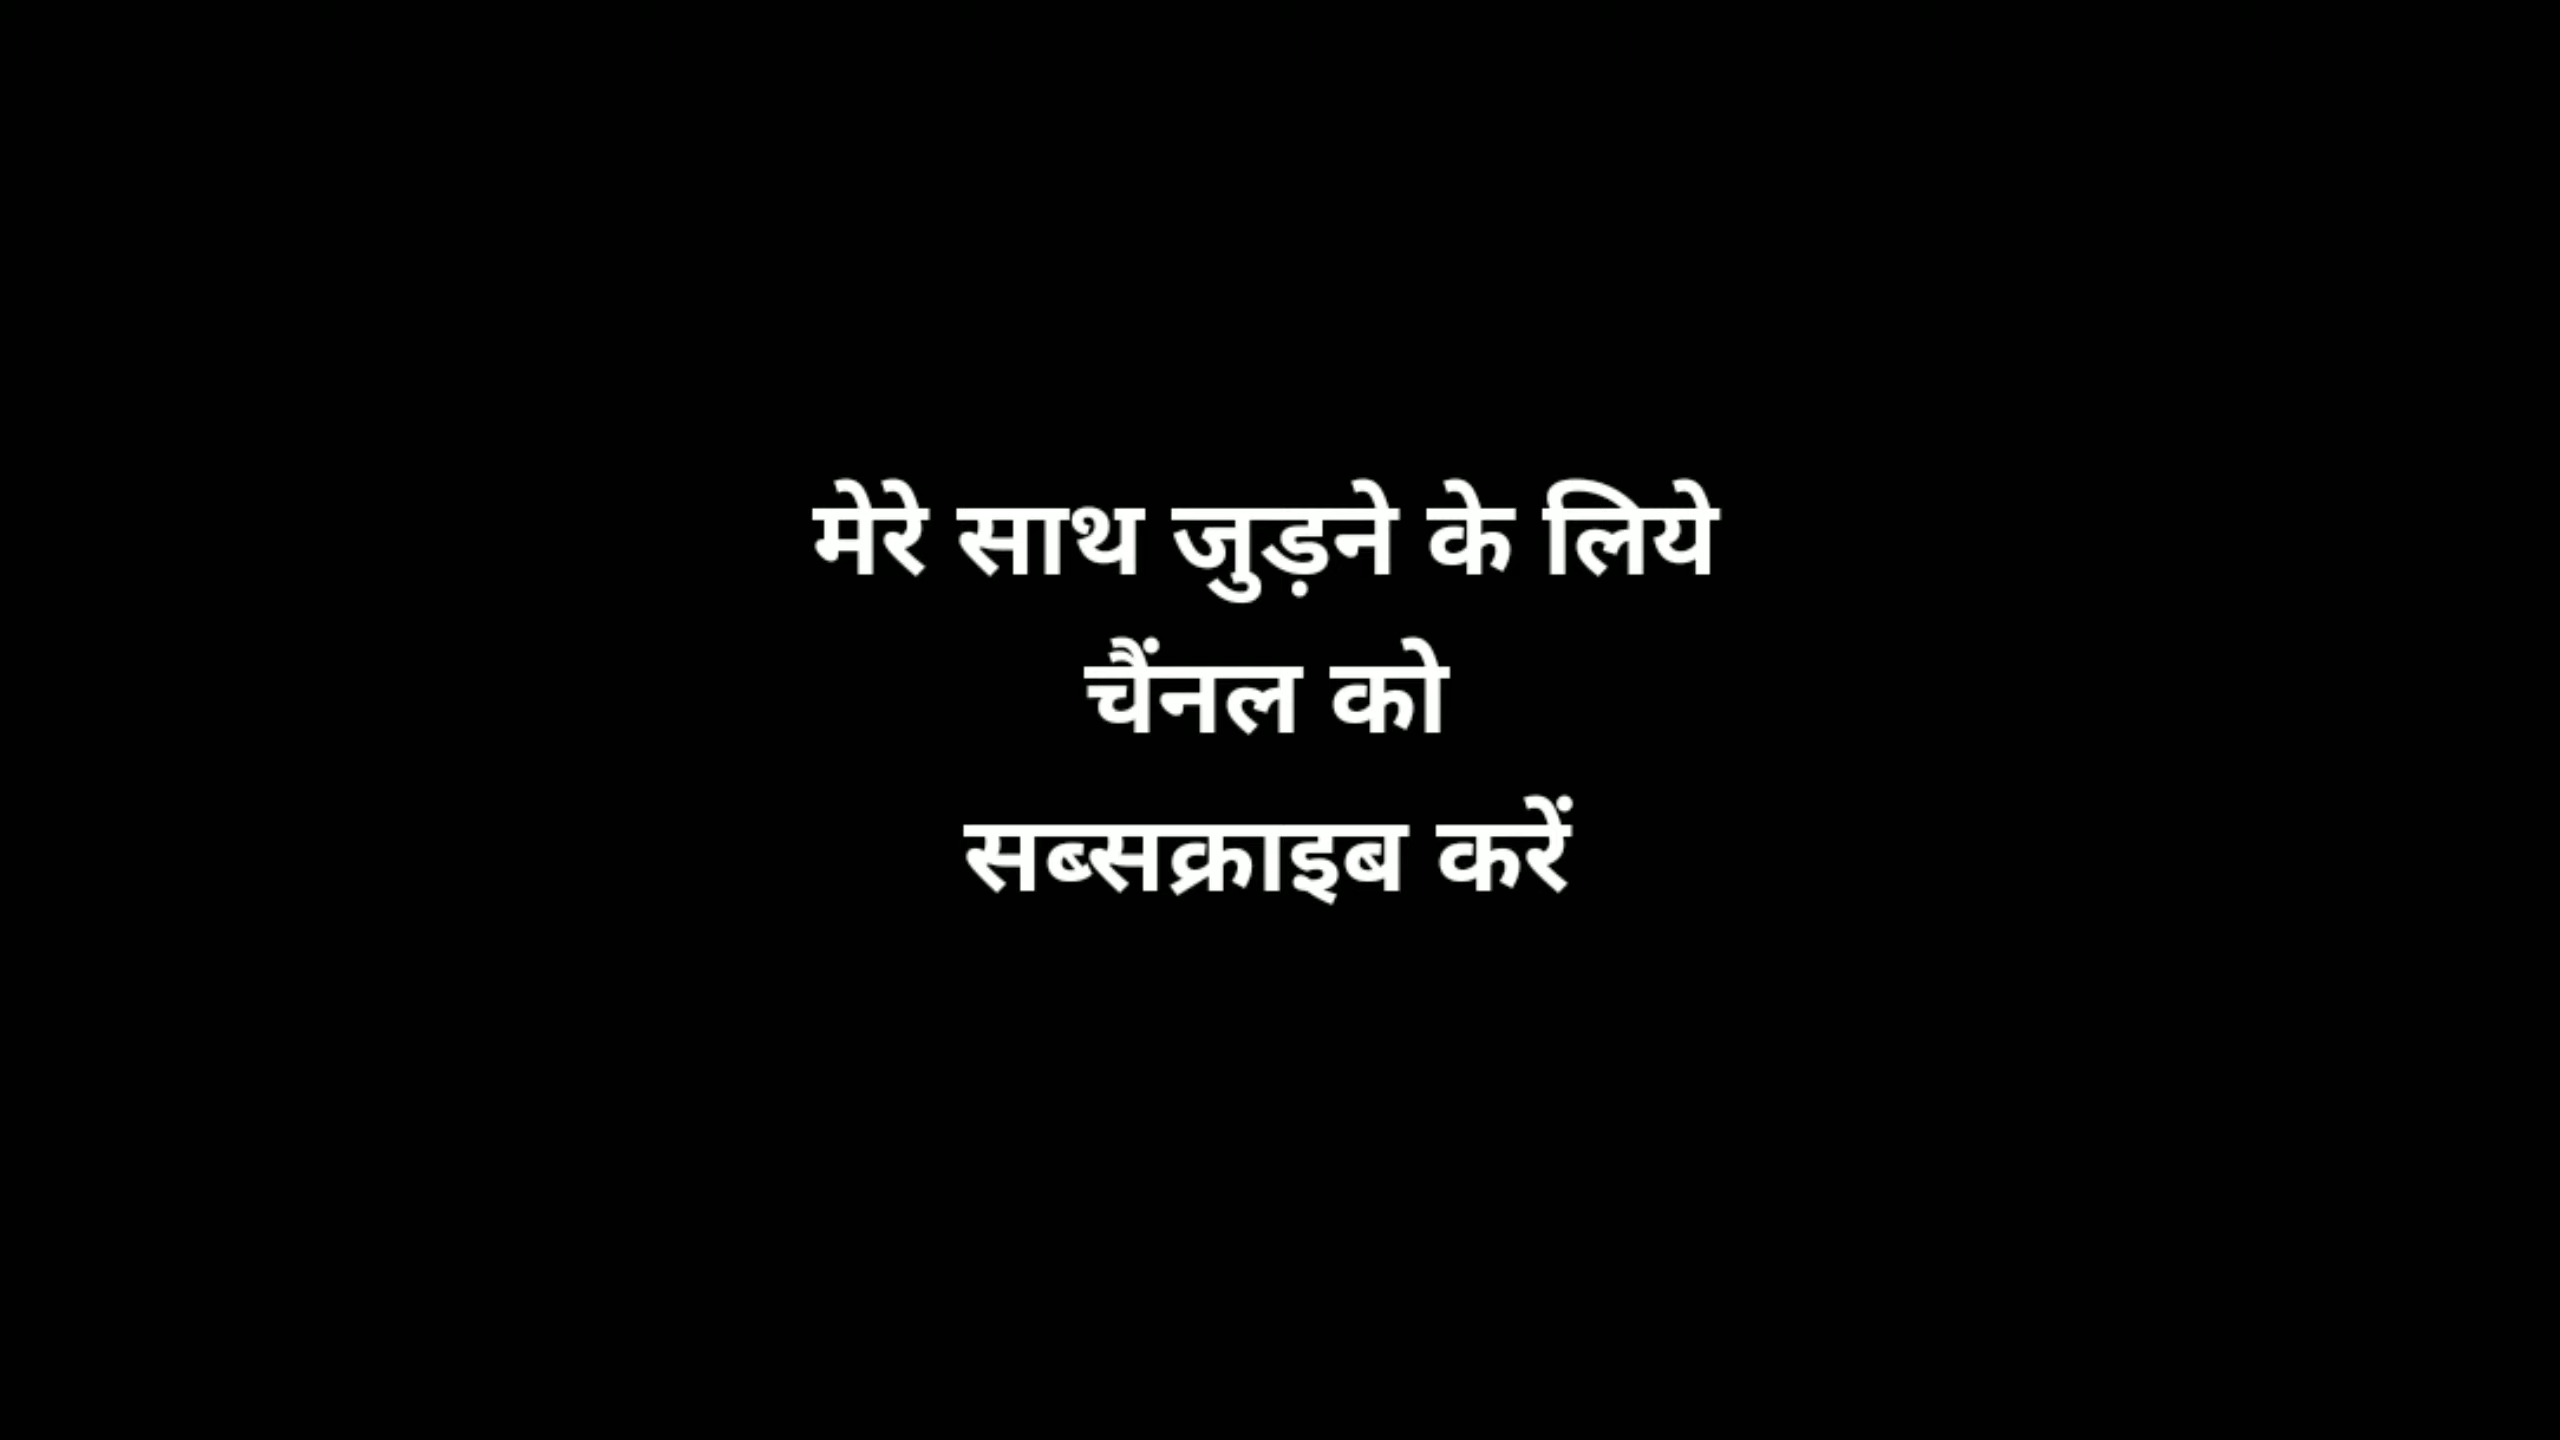 मेरे साथ जुड़ने के लिये
चैंनल को
सब्सक्राइब करें